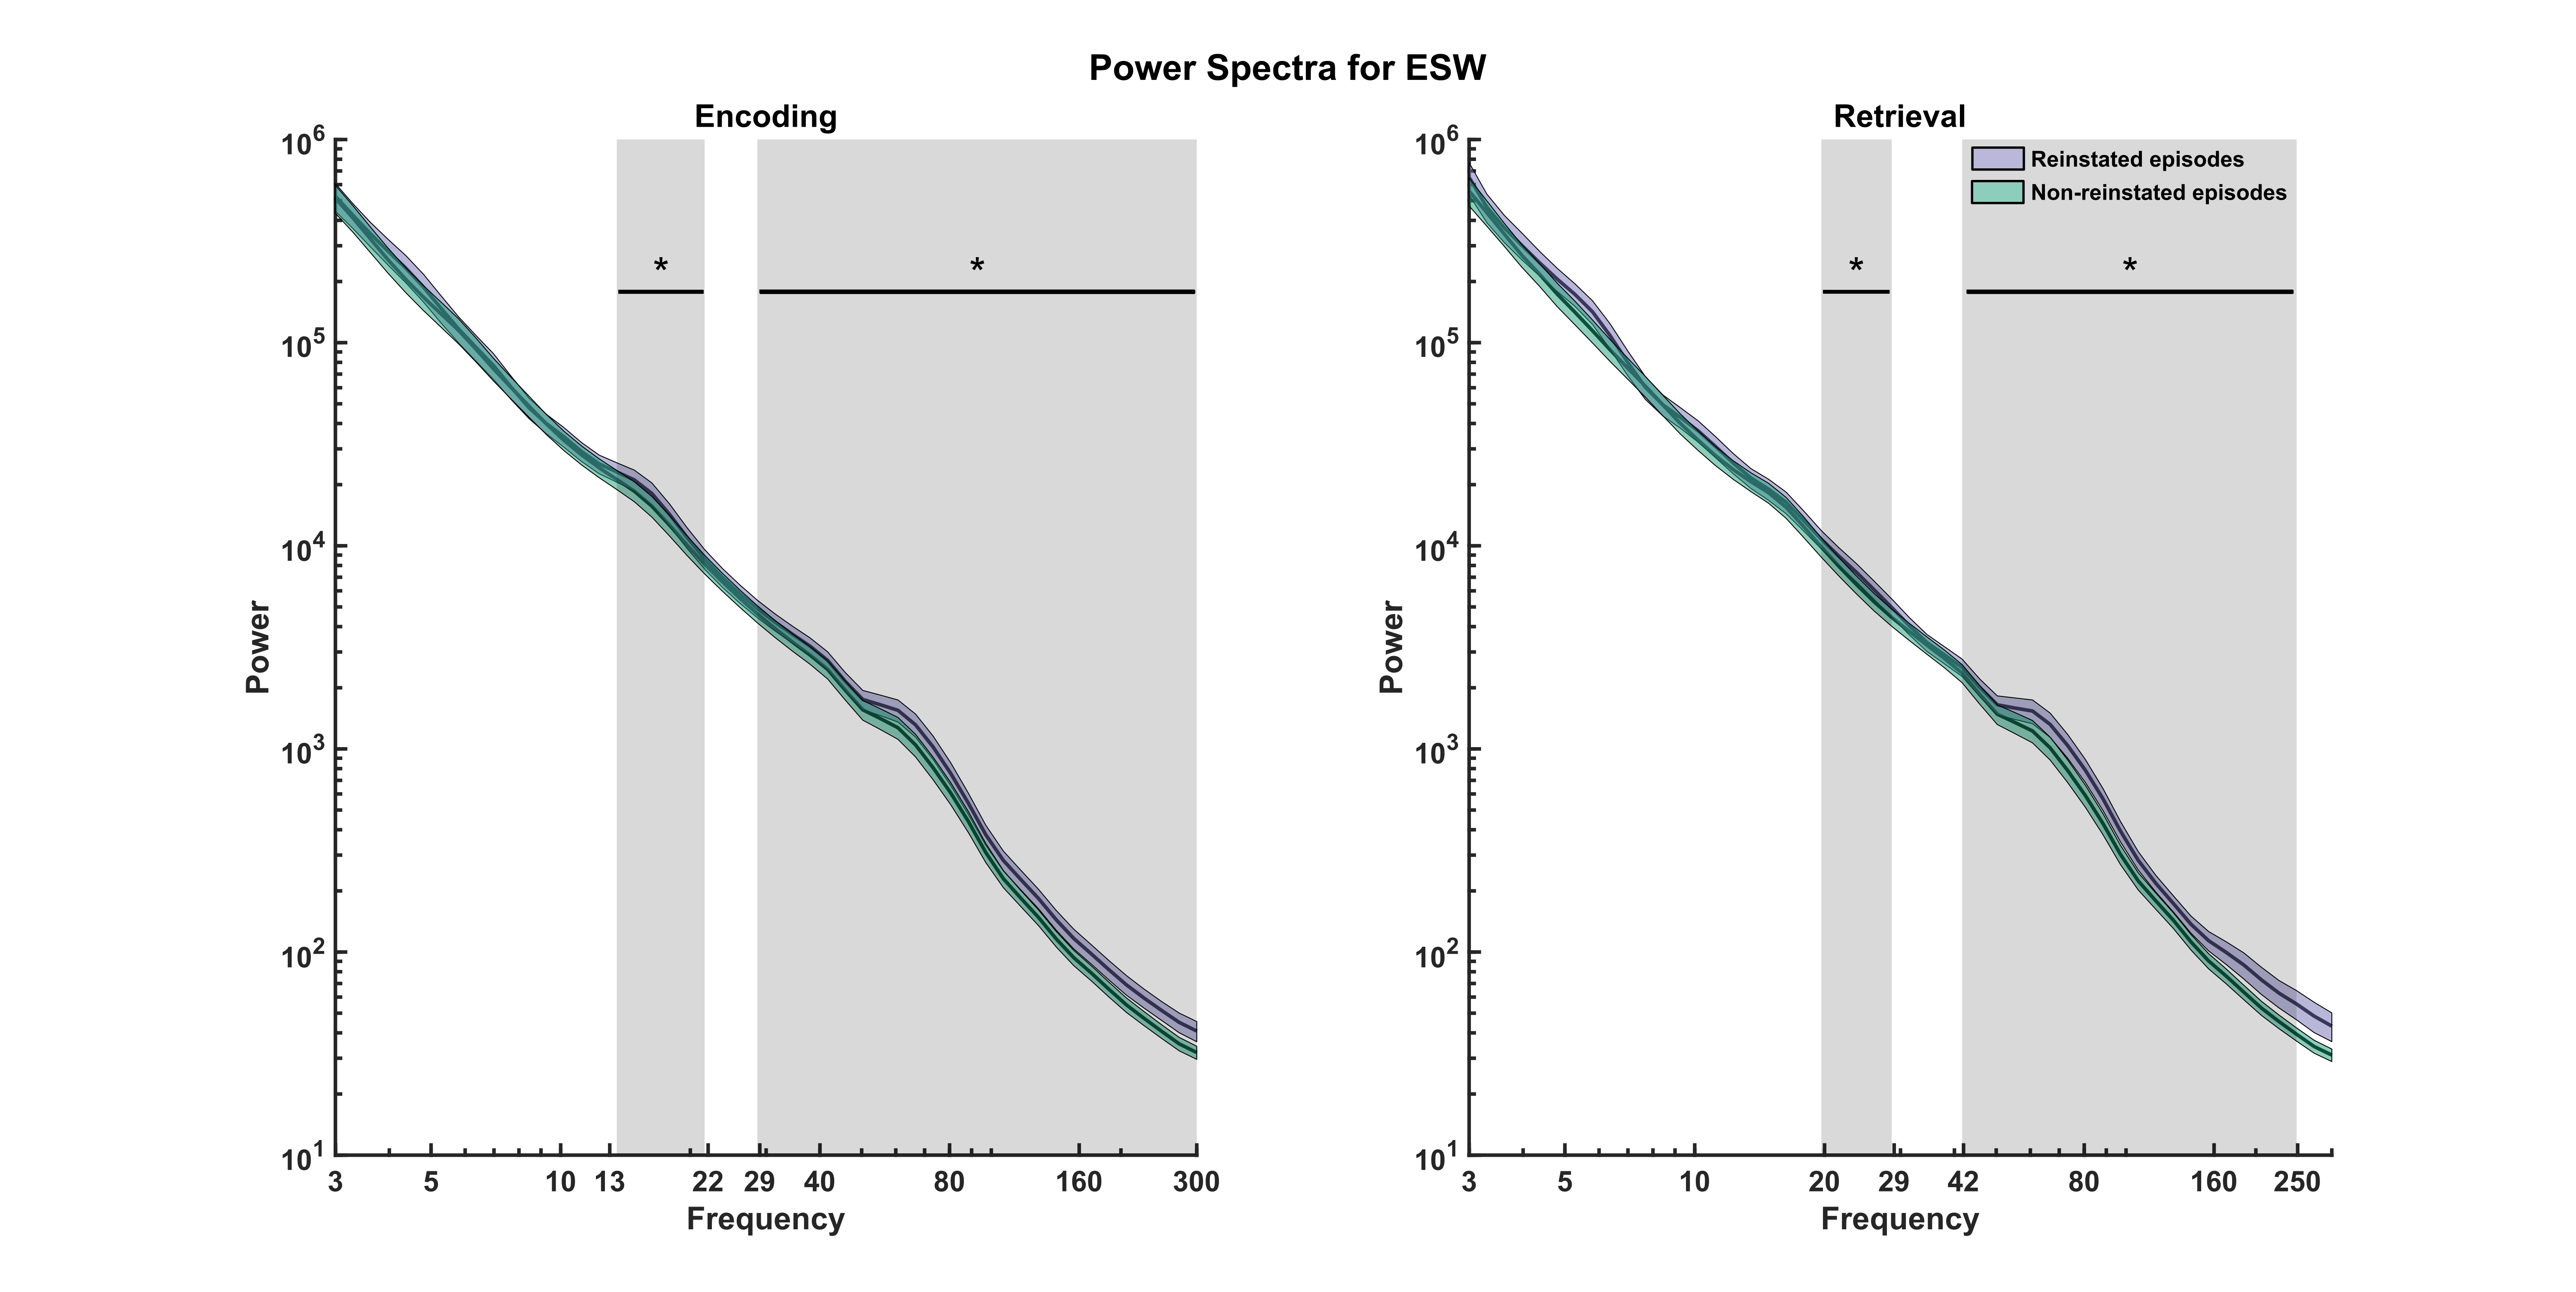 Power Spectra for ESW
Encoding
10^6
10^5
10^4
10^3
10^2
10^1
Power
*
*
3 5 10 13 22 29 40 80 160 300
Frequency
Retrieval
10^6
10^5
10^4
10^3
10^2
10^1
Power
Reinstated episodes
Non-reinstated episodes
*
*
3 5 10 20 29 42 80 160 250
Frequency